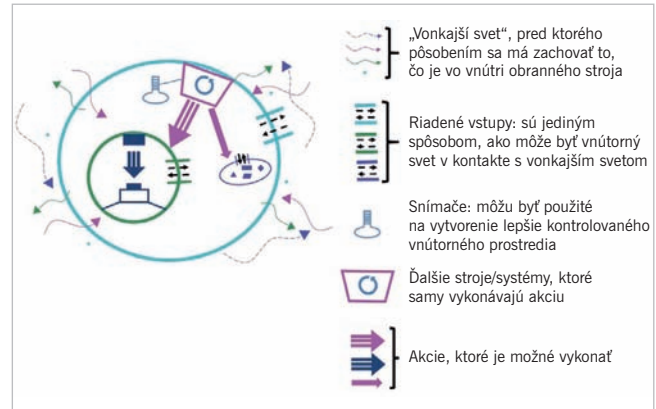 „Vonkajší svet“, pred ktorého
pôsobením sa má zachovať to,
čo je vo vnútri obranného stroja
Riadené vstupy: sú jediným
spôsobom, ako môže byť vnútorný
svet v kontakte s vonkajším svetom
Snímače: môžu byť použité
na vytvorenie lepšie kontrolovaného
vnútorného prostredia
Ďalšie stroje/systémy, ktoré
samy vykonávajú akciu
Akcie, ktoré je možné vykonať